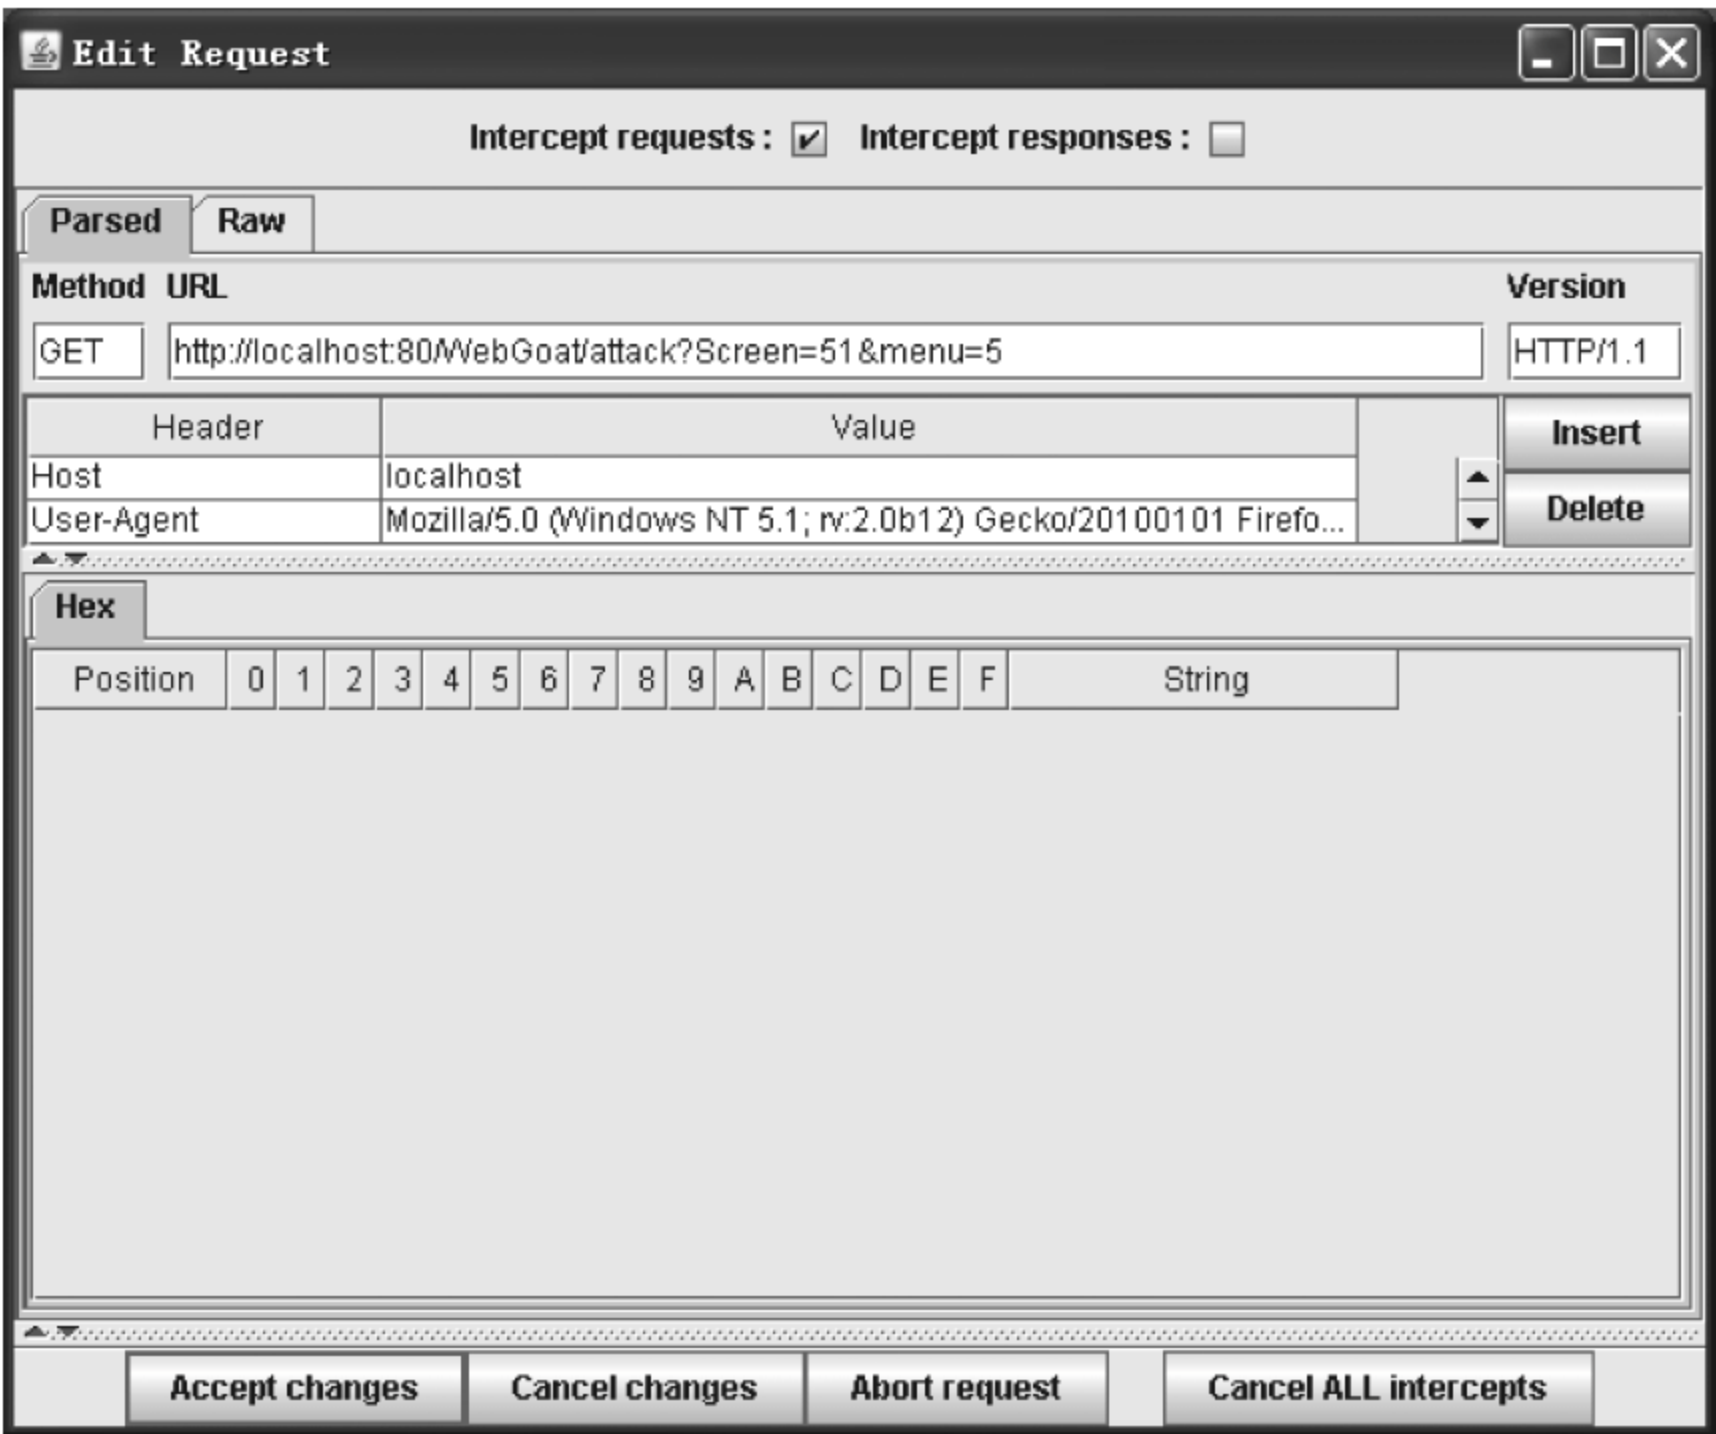 Edit Request
Intercept requests : Intercept responses :
Parsed Raw
Method URL Version
GET http://localhost:80/WebGoat/attack?Screen=51&menu=5 HTTP/1.1
Header Value Insert
Host localhost
User-Agent Mozilla/5.0 (Windows NT 5.1; rv:2.0b12) Gecko/20100101 Firefo... Delete
Hex
Position 0 1 2 3 4 5 6 7 8 9 A B C D E F String
Accept changes Cancel changes Abort request Cancel ALL intercepts